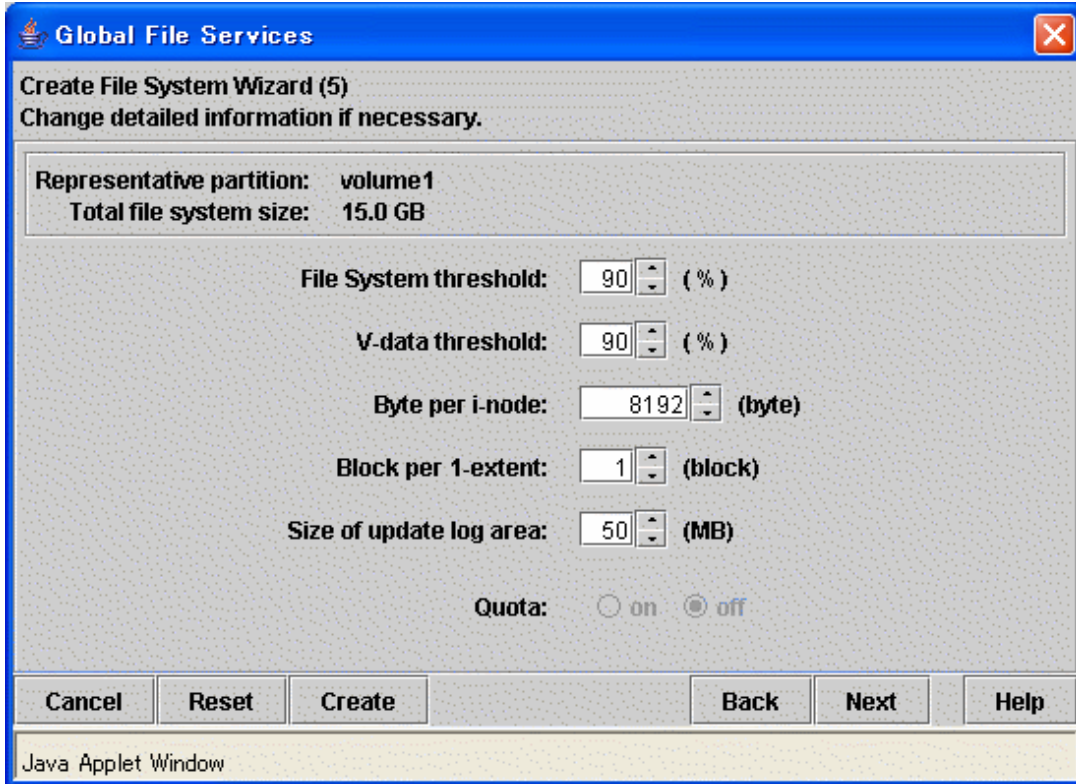 Global File Services
Create File System Wizard (5)
Change detailed information if necessary.
Representative partition: volume1
Total file system size: 15.0 GB
File System threshold: 90 ( % )
V-data threshold: 90 ( % )
Byte per i-node: 8192 (byte)
Block per 1-extent: 1 (block)
Size of update log area: 50 (MB)
Quota: on off
Cancel Reset Create Back Next Help
Java Applet Window